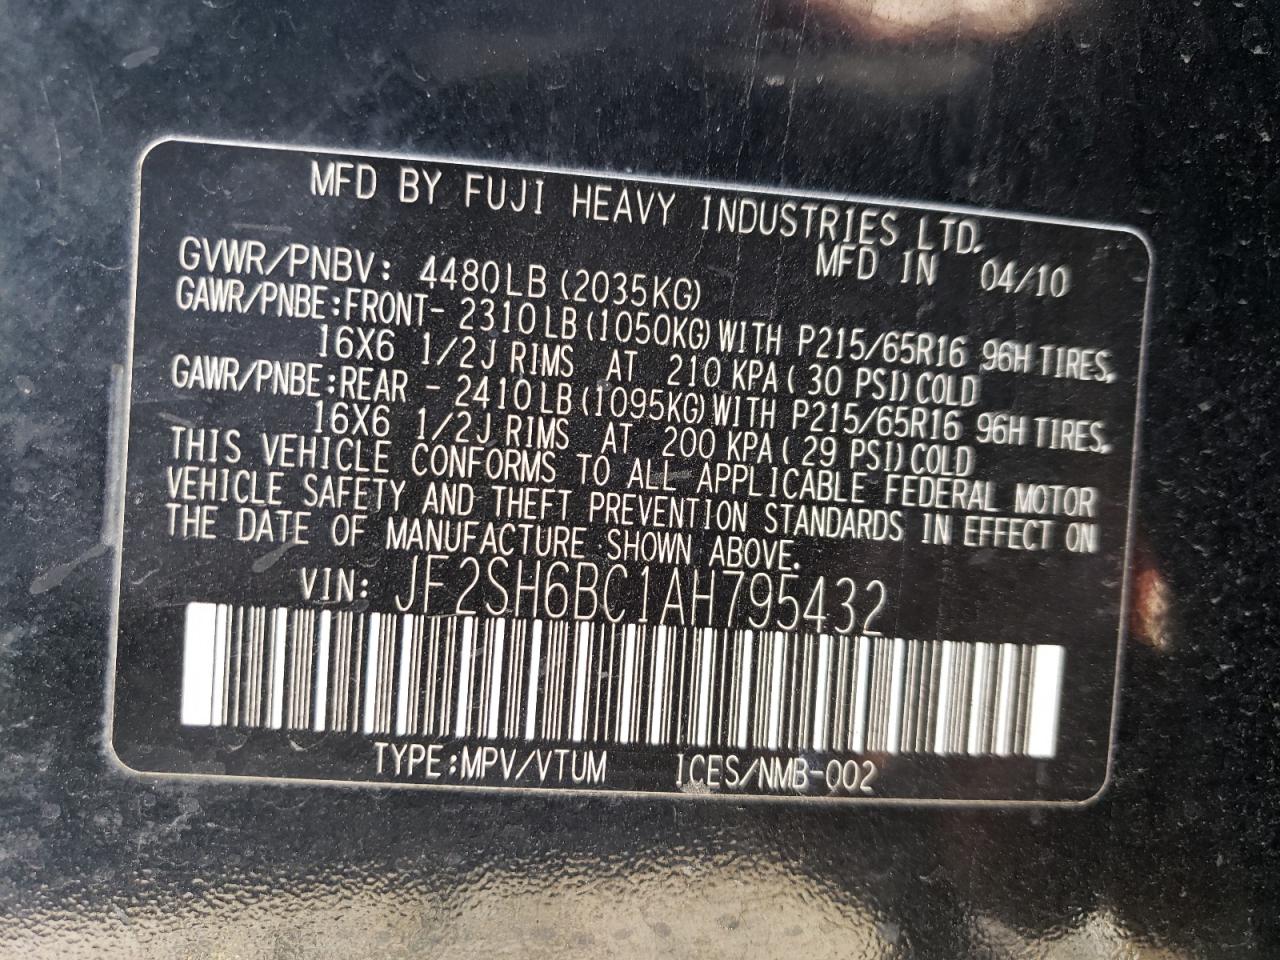 MFD BY FUJI HEAVY INDUSTRIES LTD.
MFD IN 04/10
GVWR/PNBV: 4480LB (2035KG)
GAWR/PNBE:FRONT- 2310LB(1050KG)WITH P215/65R16 96H TIRES,
16X6 1/2J RIMS AT 210 KPA(30 PSI)COLD
GAWR/PNBE:REAR - 2410LB(1095KG)WITH P215/65R16 96H TIRES,
16X6 1/2J RIMS AT 200 KPA(29 PSI)COLD
THIS VEHICLE CONFORMS TO ALL APPLICABLE FEDERAL MOTOR
VEHICLE SAFETY AND THEFT PREVENTION STANDARDS IN EFFECT ON
THE DATE OF MANUFACTURE SHOWN ABOVE.
VIN: JF2SH6BC1AH795432
TYPE:MPV/VTUM ICES/NMB-002